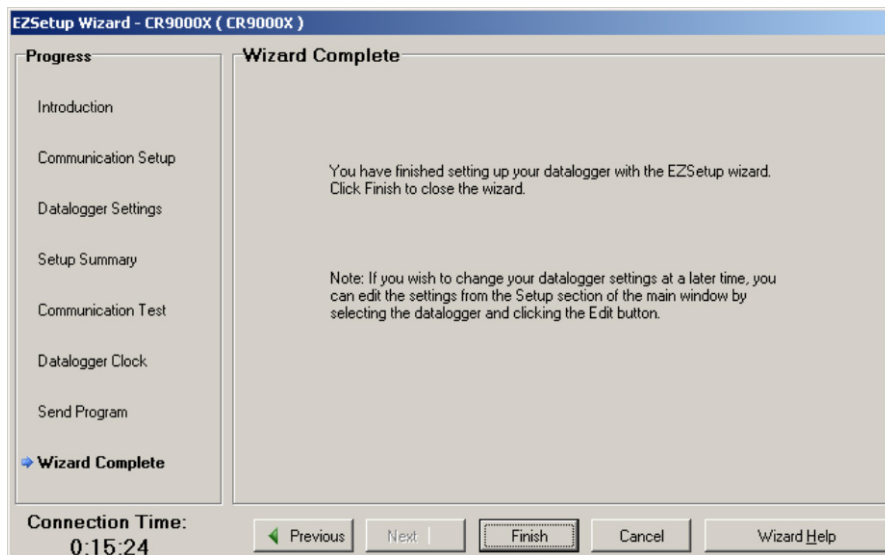 EZSetup Wizard - CR9000X ( CR9000X )
Progress
Introduction
Communication Setup
Datalogger Settings
Setup Summary
Communication Test
Datalogger Clock
Send Program
Wizard Complete
Connection Time:
0:15:24
Wizard Complete
You have finished setting up your datalogger with the EZSetup wizard.
Click Finish to close the wizard.
Note: If you wish to change your datalogger settings at a later time, you
can edit the settings from the Setup section of the main window by
selecting the datalogger and clicking the Edit button.
Previous
Next
Finish
Cancel
Wizard Help